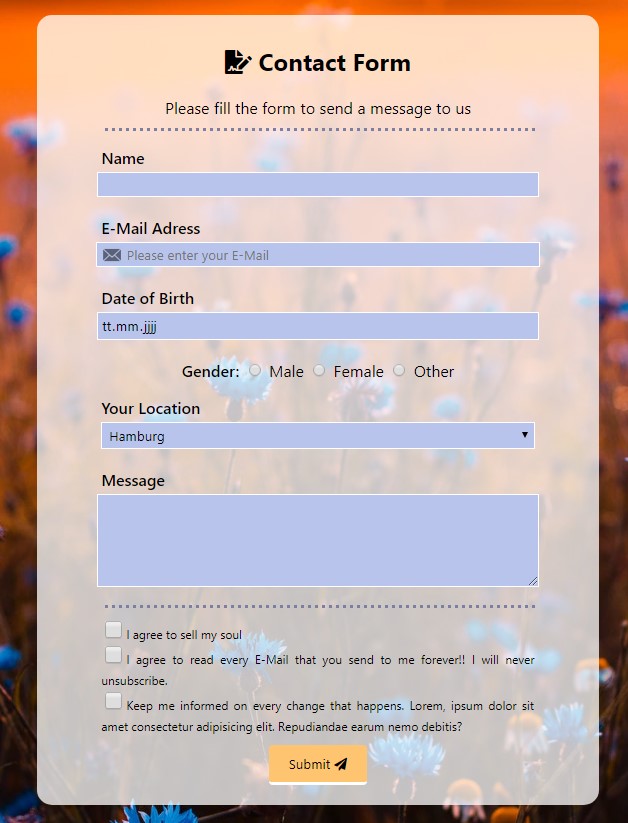 Contact Form
Please fill the form to send a message to us
Name
E-Mail Adress
Please enter your E-Mail
Date of Birth
tt.mm.jjjj
Gender: Male Female Other
Your Location
Hamburg
Message
I agree to sell my soul
I agree to read every E-Mail that you send to me forever!! I will never
unsubscribe.
Keep me informed on every change that happens. Lorem, ipsum dolor sit
amet consectetur adipisicing elit. Repudiandae earum nemo debitis?
Submit